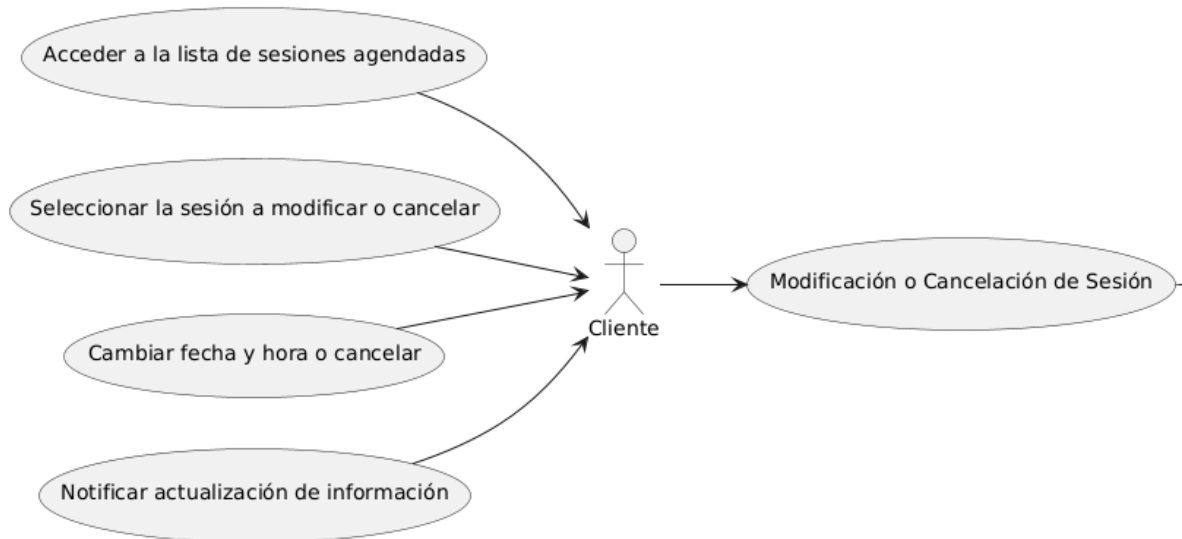 Acceder a la lista de sesiones agendadas
Seleccionar la sesión a modificar o cancelar
Cambiar fecha y hora o cancelar
Notificar actualización de información
Cliente
Modificación o Cancelación de Sesión